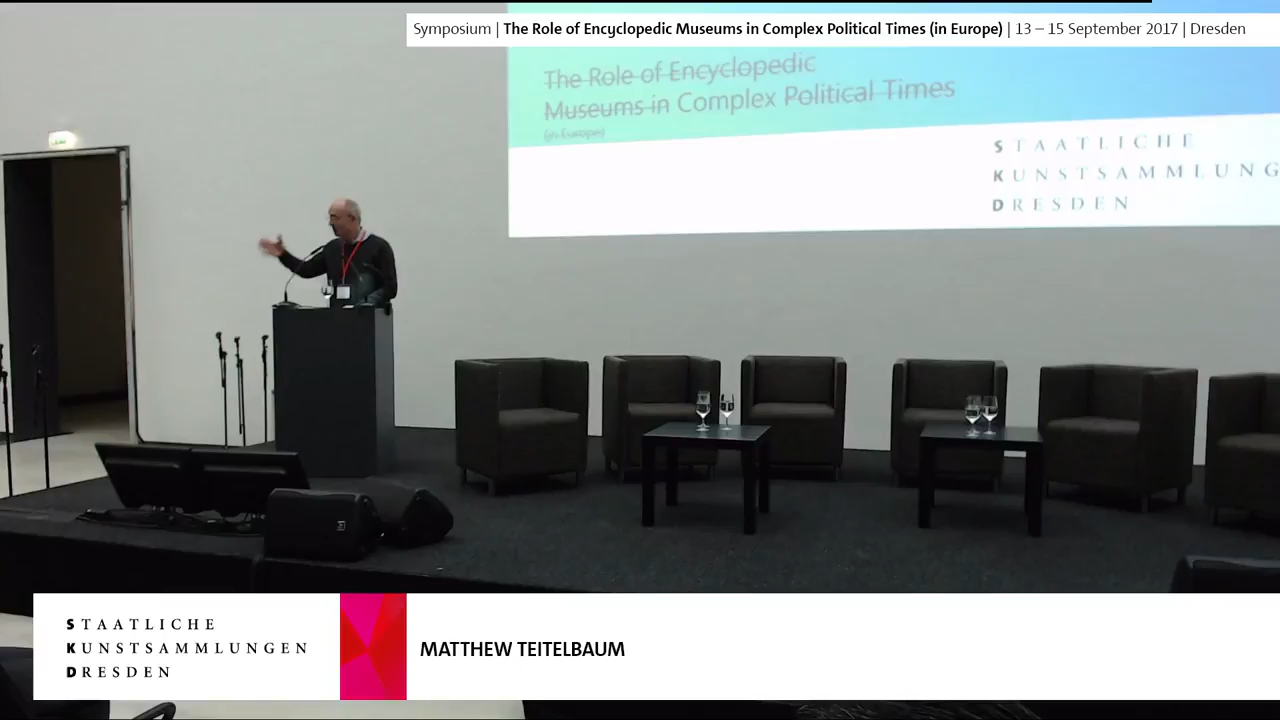 Symposium | The Role of Encyclopedic Museums in Complex Political Times (in Europe) | 13 – 15 September 2017 | Dresden
The Role of Encyclopedic
Museums in Complex Political Times
(in Europe)
STAATLICHE
KUNSTSAMMLUNG
DRESDEN
STAATLICHE
KUNSTSAMMLUNGEN
DRESDEN
MATTHEW TEITELBAUM